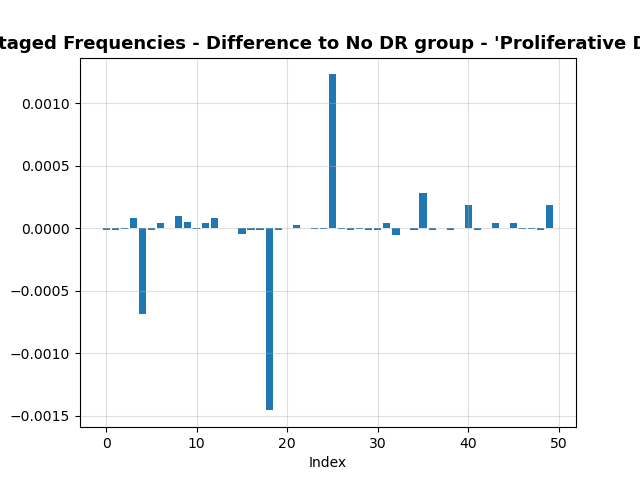 taged Frequencies - Difference to No DR group - 'Proliferative D
0.0010
0.0005
0.0000
−0.0005
−0.0010
−0.0015
0 10 20 30 40 50
Index